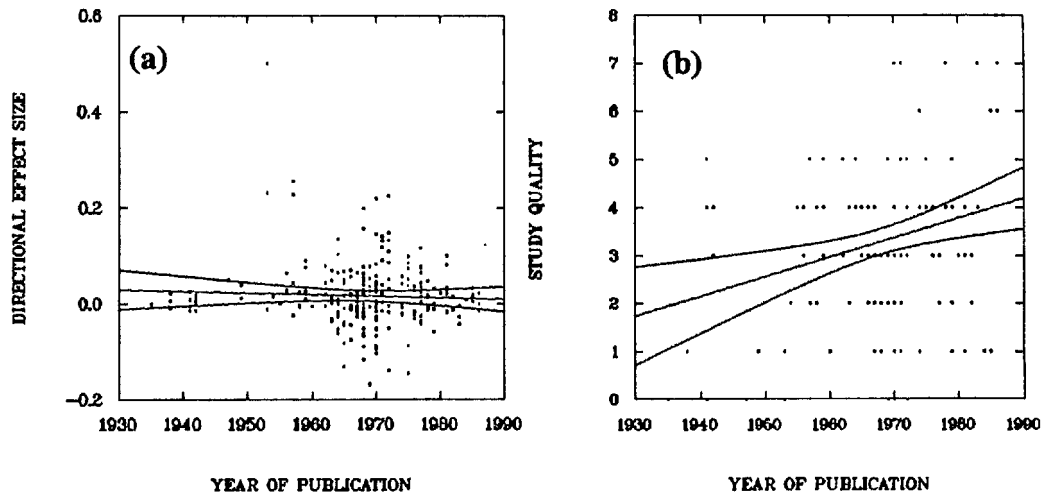 (a)
DIRECTIONAL EFFECT SIZE
0.8
0.4
0.2
0.0
−0.2
1930 1940 1950 1960 1970 1980 1990
YEAR OF PUBLICATION
(b)
STUDY QUALITY
8
7
6
5
4
3
2
1
0
1930 1940 1950 1960 1970 1980 1990
YEAR OF PUBLICATION